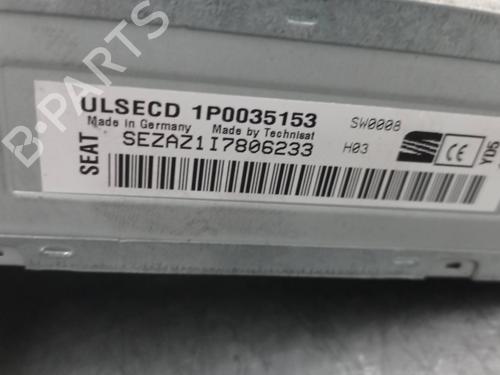 ULSECD 1P0035153
SW0008
Made in Germany Made by Technisat
SEAT
SEZAZ1I7806233
H03
CE
Y05
B-PARTS